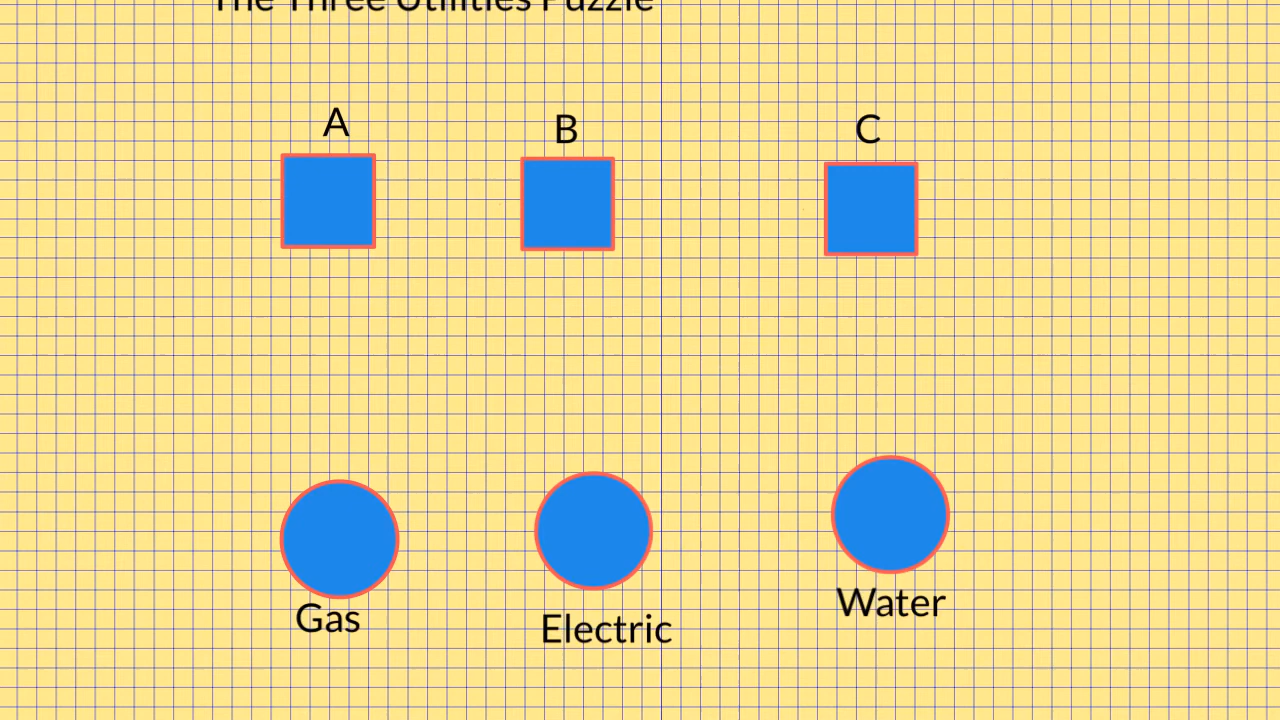 The Three Utilities Puzzle
A
B
C
Gas
Electric
Water